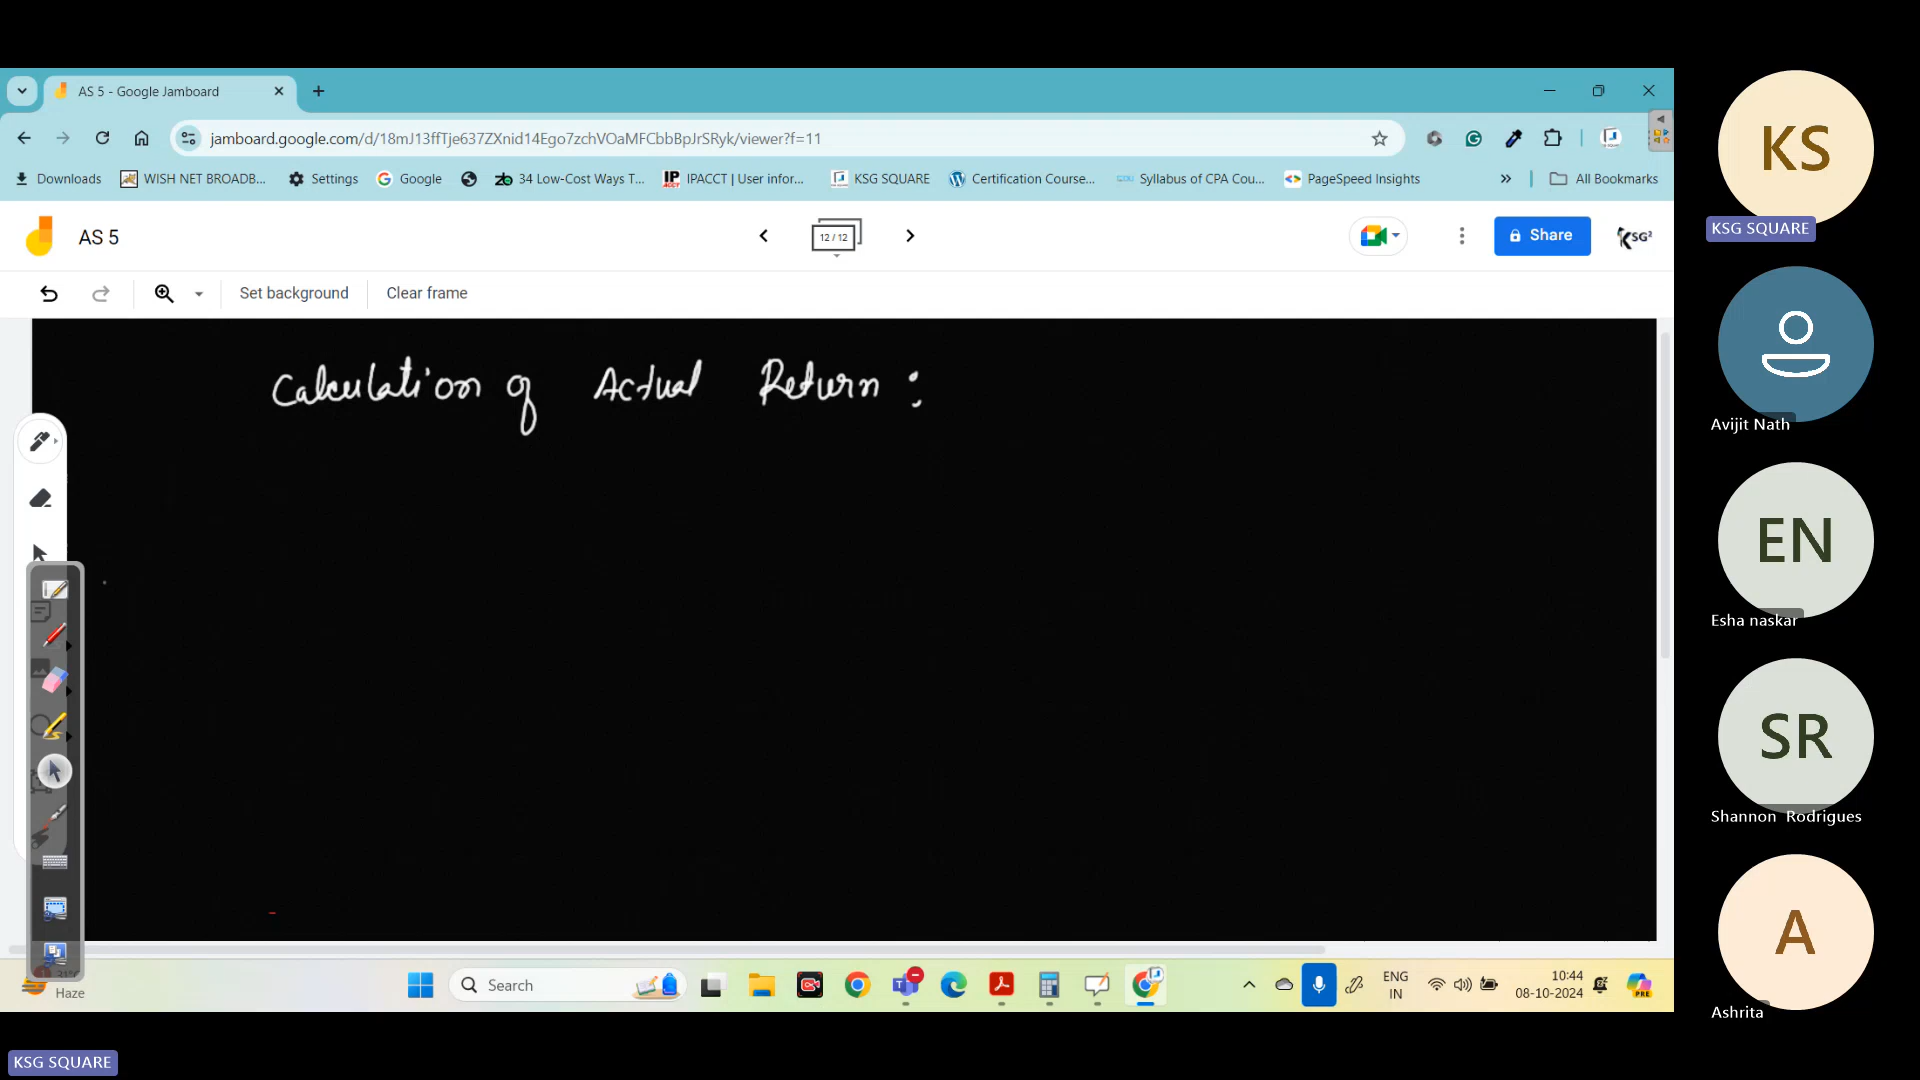 AS 5 - Google Jamboard
jamboard.google.com/d/18mJ13ffTje637ZXnid14Ego7zchVOaMFCbbBpJrSRyk/viewer?f=11
Downloads WISH NET BROADB... Settings Google 34 Low-Cost Ways T... IPACCT | User infor... KSG SQUARE Certification Course... Syllabus of CPA Cou... PageSpeed Insights » All Bookmarks
AS 5 12 / 12 Share KSG²
Set background Clear frame
Calculation of Actual Return :
KS
KSG SQUARE
Avijit Nath
EN
Esha naskar
SR
Shannon Rodrigues
A
Ashrita
31°
Haze
Search
ENG
IN
10:44
08-10-2024
PRE
KSG SQUARE